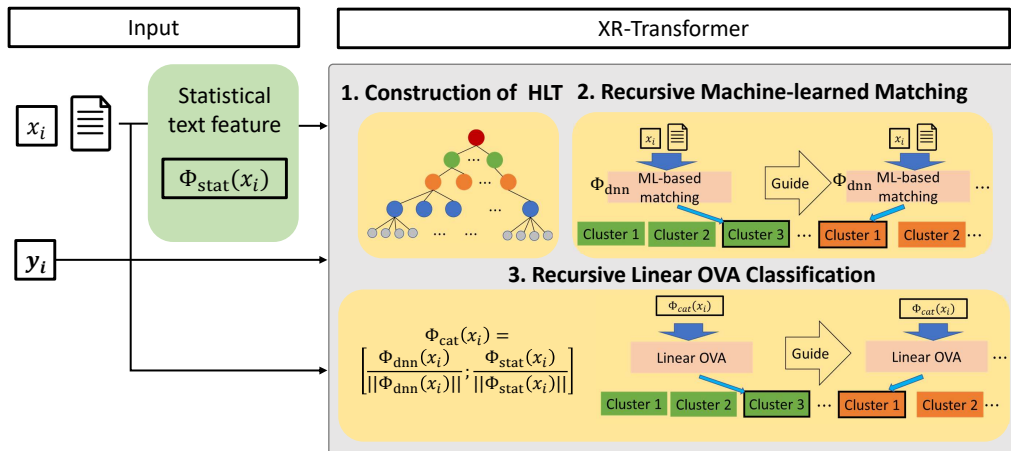 Input
XR-Transformer
x_i
Statistical
text feature
Φ_stat(x_i)
y_i
1. Construction of HLT
... 
...
... ...
2. Recursive Machine-learned Matching
x_i
x_i
Φ_dnn ML-based
matching
Guide
Φ_dnn ML-based
matching
...
Cluster 1 Cluster 2 Cluster 3 ... Cluster 1 Cluster 2 ...
3. Recursive Linear OVA Classification
Φ_cat(x_i) =
[Φ_dnn(x_i) / ||Φ_dnn(x_i)|| ; Φ_stat(x_i) / ||Φ_stat(x_i)||]
Φ_cat(x_i)
Φ_cat(x_i)
Linear OVA
Guide
Linear OVA
...
Cluster 1 Cluster 2 Cluster 3 ... Cluster 1 Cluster 2 ...